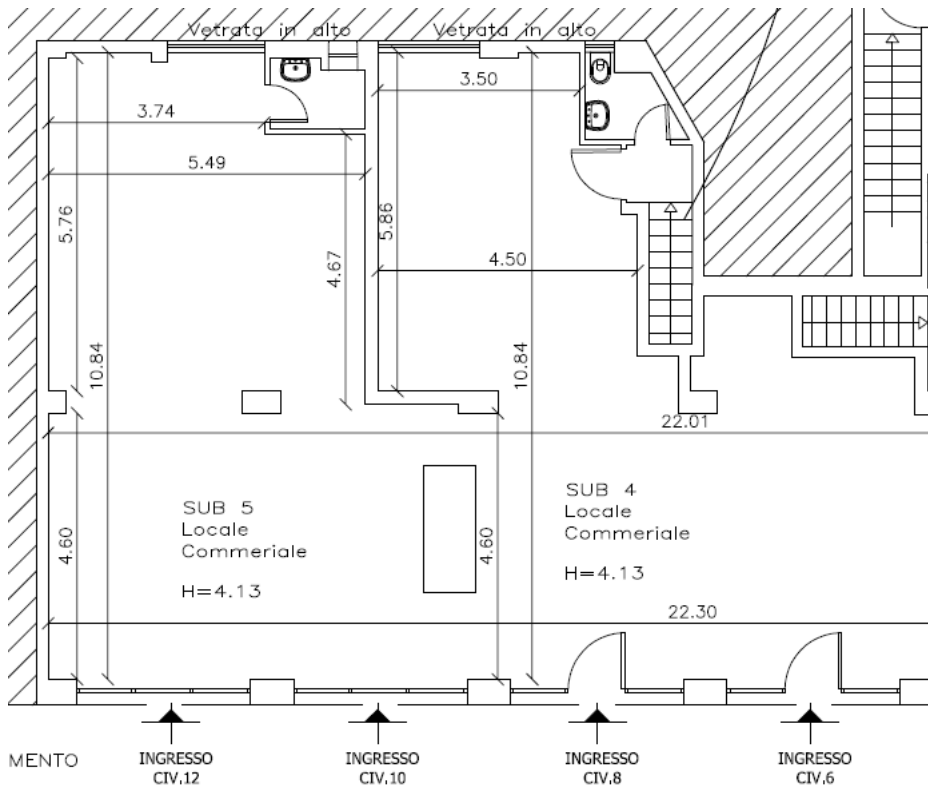 Vetrata in alto
Vetrata in alto
3.50
3.74
5.49
5.76
5.86
4.67
4.50
10.84
10.84
22.01
SUB 5
Locale
Commeriale
H=4.13
SUB 4
Locale
Commeriale
H=4.13
4.60
4.60
22.30
MENTO
INGRESSO
CIV.12
INGRESSO
CIV.10
INGRESSO
CIV.8
INGRESSO
CIV.6